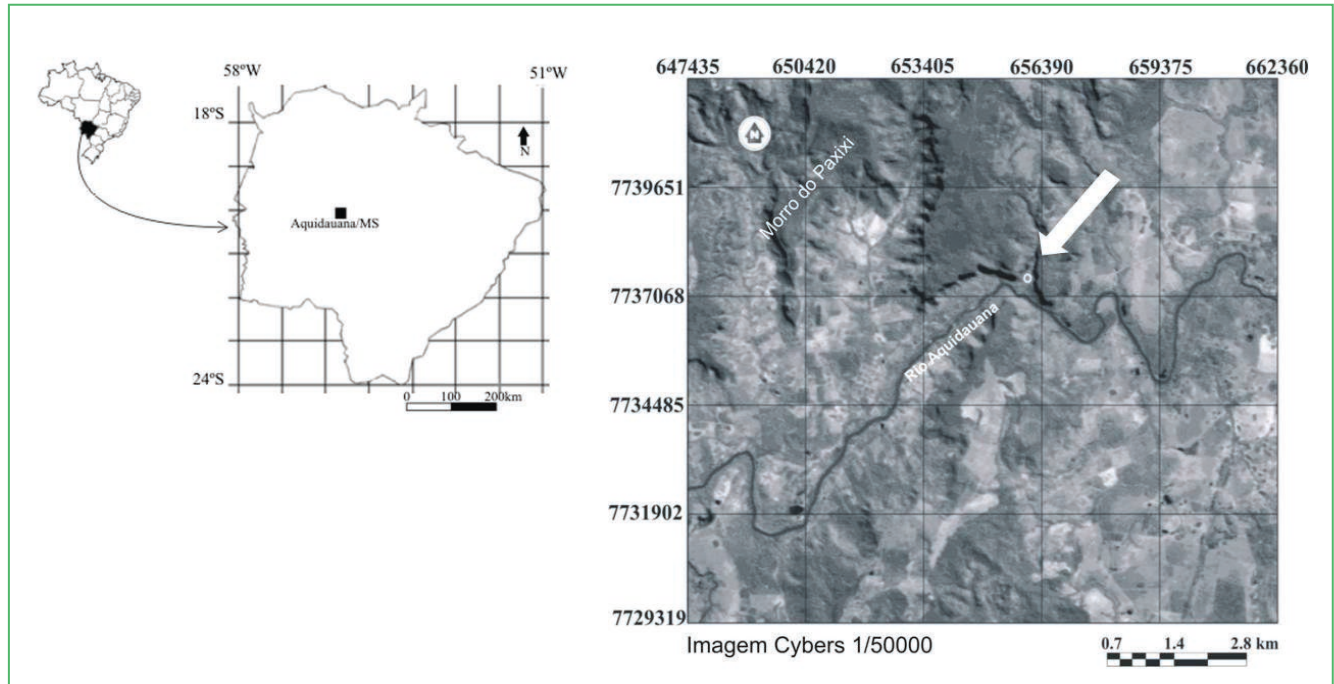 58ºW
51ºW
18ºS
N
Aquidauana/MS
24ºS
0 100 200km
647435 650420 653405 656390 659375 662360
N
Morro do Paxixi
7739651
7737068
Rio Aquidauana
7734485
7731902
7729319
Imagem Cybers 1/50000
0.7 1.4 2.8 km